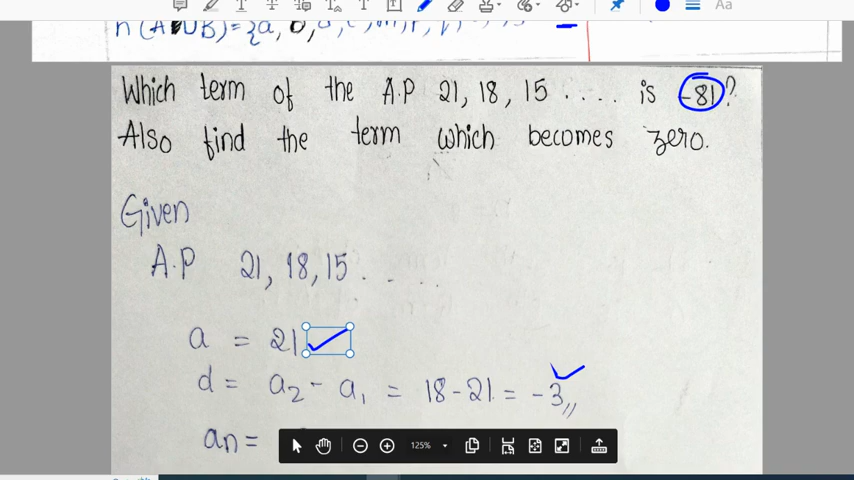 Which term of the A.P 21, 18, 15 .... is -81?
Also find the term which becomes zero.
Given
A.P 21, 18, 15 . ....
a = 21
d = a₂ - a₁ = 18 - 21 = -3,,
an =
125%
Aa